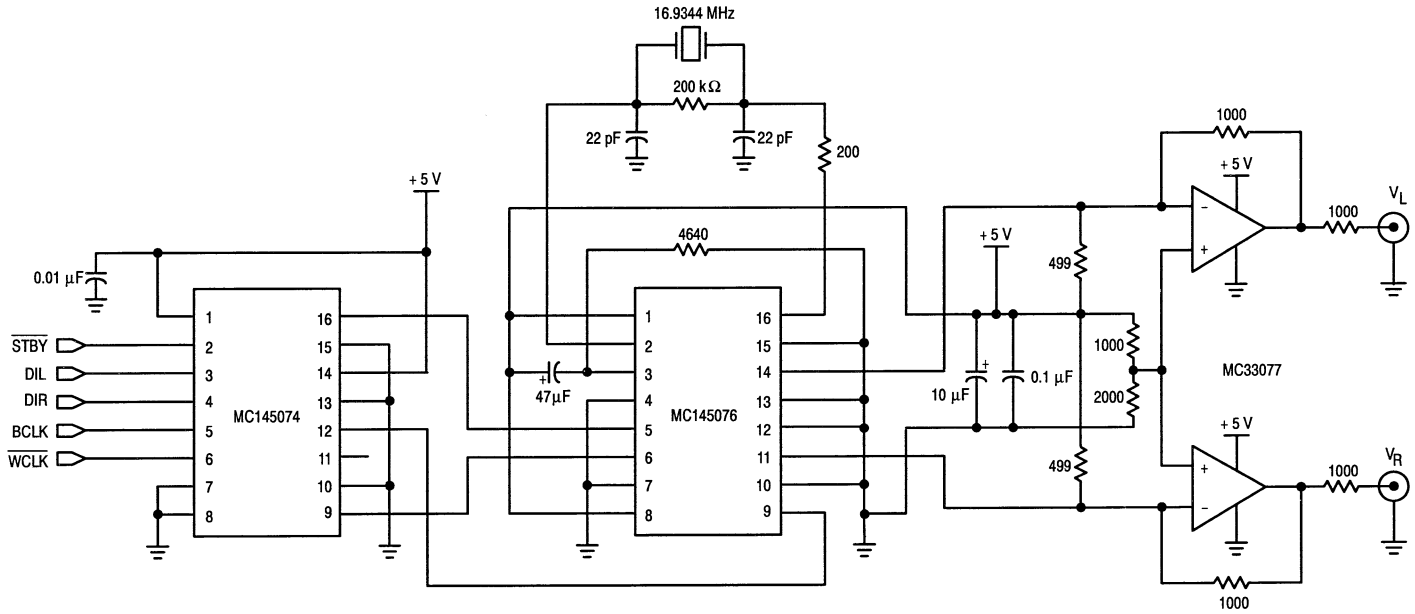 16.9344 MHz
200 kΩ
22 pF
22 pF
200
1000
+ 5 V
V_L
1000
+ 5 V
4640
+ 5 V
499
0.01 µF
1
2
3
4
5
6
7
8
16
15
14
13
12
11
10
9
MC145074
STBY
DIL
DIR
BCLK
WCLK
+
47µF
1
2
3
4
5
6
7
8
16
15
14
13
12
11
10
9
MC145076
+
10 µF
0.1 µF
1000
2000
MC33077
−
+
+ 5 V
499
V_R
1000
+
−
1000